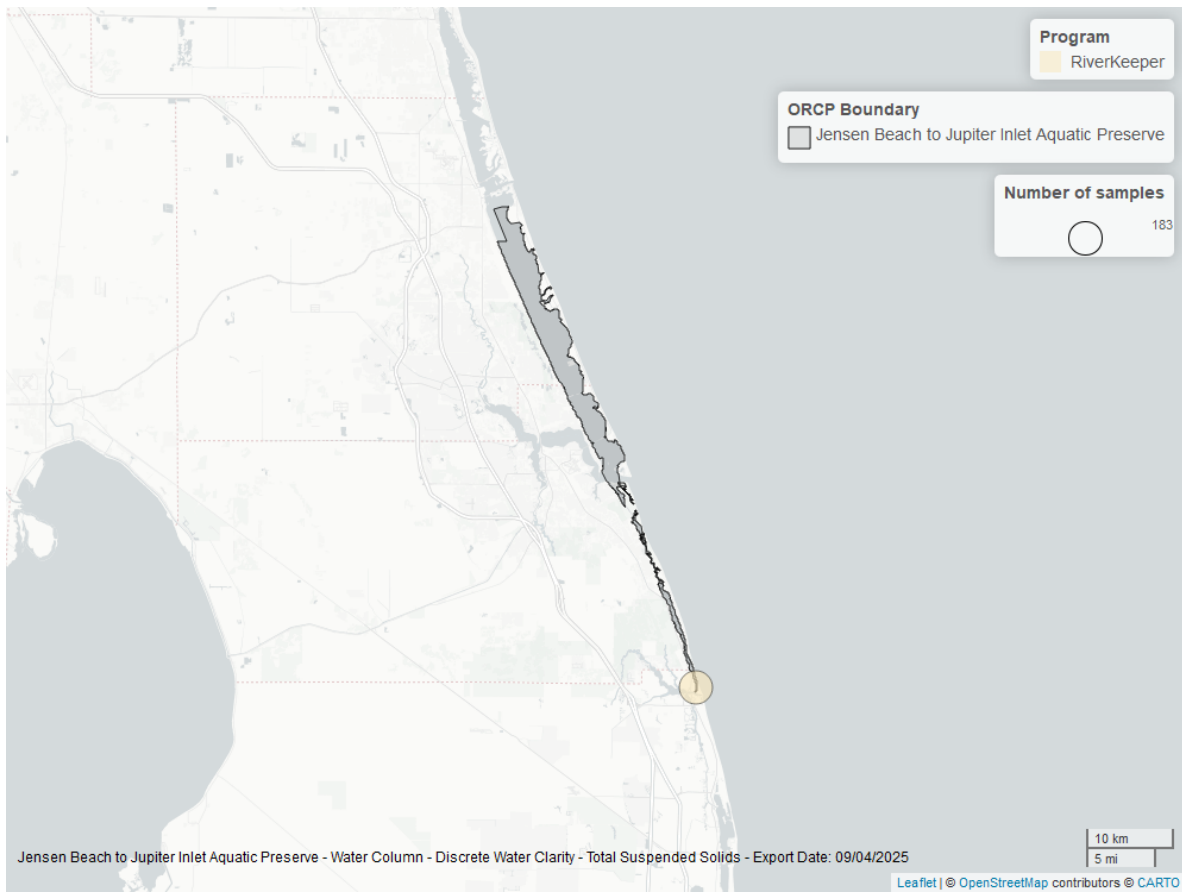 Program
RiverKeeper
ORCP Boundary
Jensen Beach to Jupiter Inlet Aquatic Preserve
Number of samples
183
10 km
5 mi
Jensen Beach to Jupiter Inlet Aquatic Preserve - Water Column - Discrete Water Clarity - Total Suspended Solids - Export Date: 09/04/2025
Leaflet | © OpenStreetMap contributors © CARTO